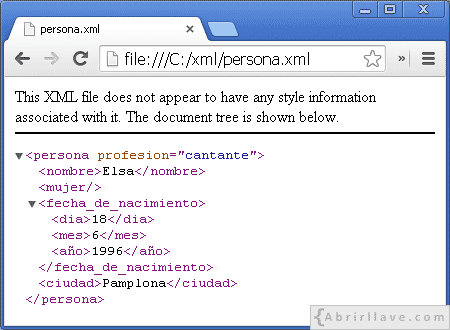 persona.xml
file:///C:/xml/persona.xml
This XML file does not appear to have any style information
associated with it. The document tree is shown below.
<persona profesion="cantante">
<nombre>Elsa</nombre>
<mujer/>
<fecha_de_nacimiento>
<dia>18</dia>
<mes>6</mes>
<año>1996</año>
</fecha_de_nacimiento>
<ciudad>Pamplona</ciudad>
</persona>
{Abrirllave.com